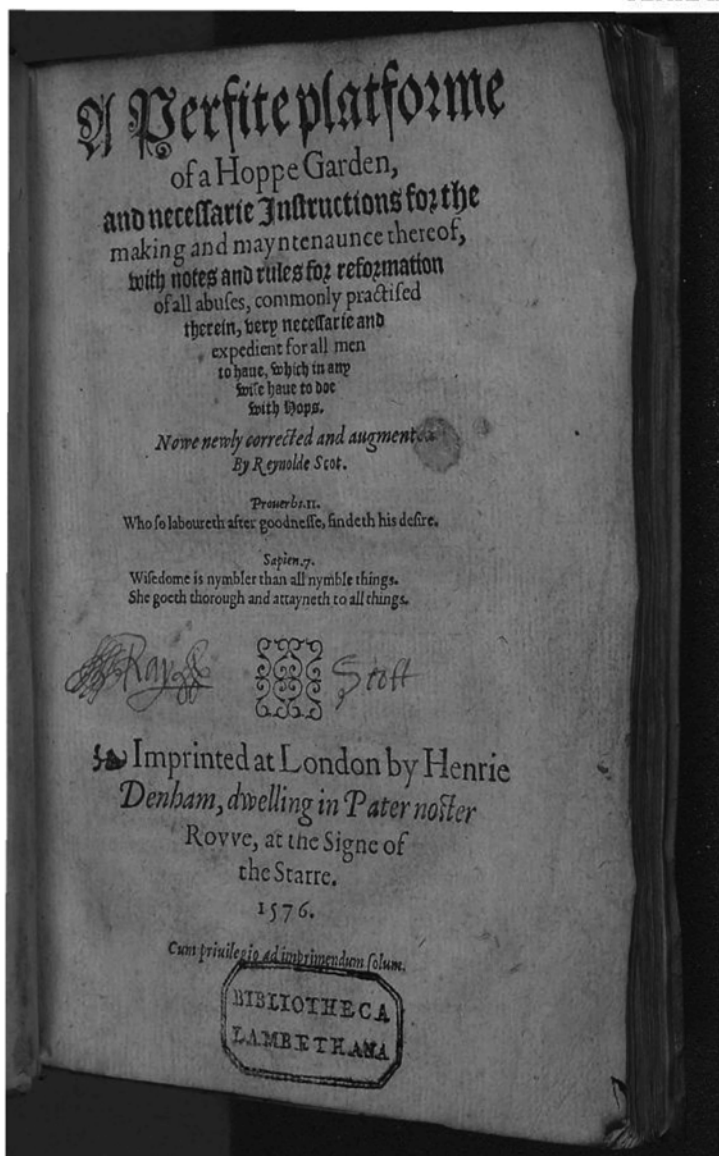 A Perfite platforme
of a Hoppe Garden,
and necessarie Instructions for the
making and mayntenaunce thereof,
with notes and rules for reformation
of all abuses, commonly practised
therein, very necessarie and
expedient for all men
to haue, which in any
wise haue to doe
with Hops.
Nowe newly corrected and augmented
By Reynolde Scot.
Prouerbs.11.
Who so laboureth after goodnesse, findeth his desire.
Sapien.7.
Wisedome is nymbler than all nymble things.
She goeth thorough and attayneth to all things.
Ray Scott
Imprinted at London by Henrie
Denham, dwelling in Pater noster
Rovve, at the Signe of
the Starre.
1576.
Cum priuilegio ad imprimendum solum.
BIBLIOTHECA
LAMBETHANA